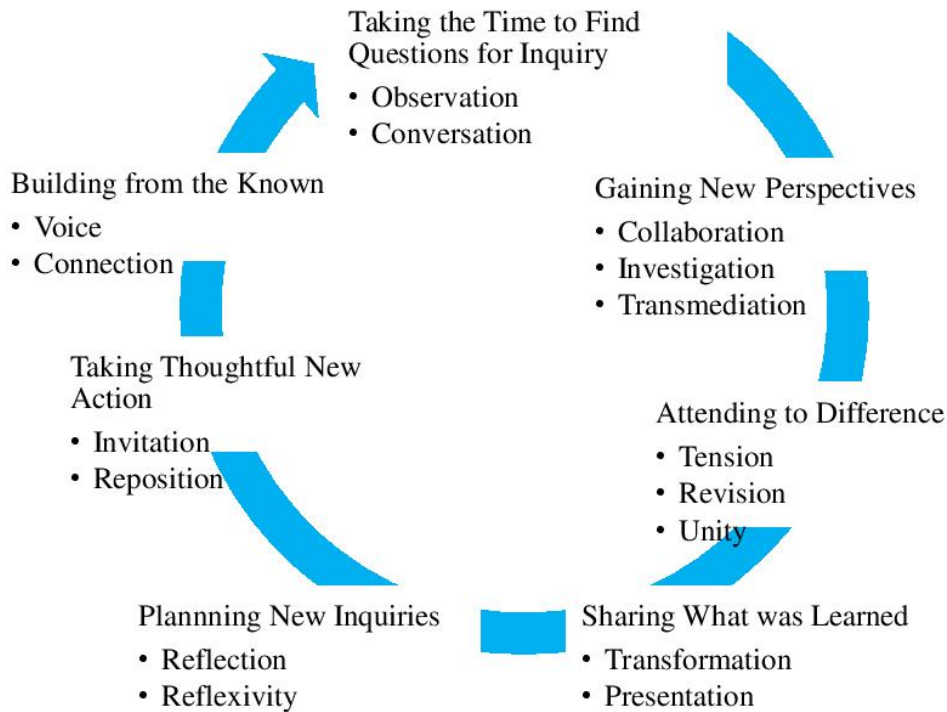 Taking the Time to Find
Questions for Inquiry
• Observation
• Conversation
Gaining New Perspectives
• Collaboration
• Investigation
• Transmediation
Attending to Difference
• Tension
• Revision
• Unity
Sharing What was Learned
• Transformation
• Presentation
Plannning New Inquiries
• Reflection
• Reflexivity
Taking Thoughtful New
Action
• Invitation
• Reposition
Building from the Known
• Voice
• Connection